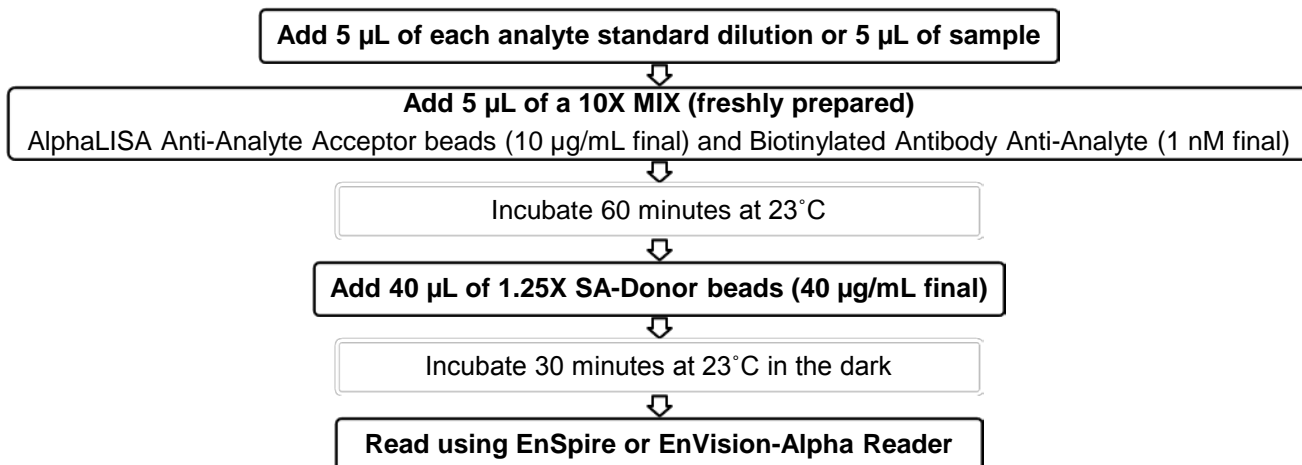 Add 5 µL of each analyte standard dilution or 5 µL of sample
Add 5 µL of a 10X MIX (freshly prepared)
AlphaLISA Anti-Analyte Acceptor beads (10 µg/mL final) and Biotinylated Antibody Anti-Analyte (1 nM final)
Incubate 60 minutes at 23˚C
Add 40 µL of 1.25X SA-Donor beads (40 µg/mL final)
Incubate 30 minutes at 23˚C in the dark
Read using EnSpire or EnVision-Alpha Reader